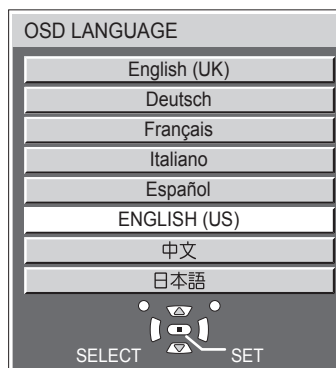 OSD LANGUAGE
English (UK)
Deutsch
Français
Italiano
Español
ENGLISH (US)
中文
日本語
SELECT SET